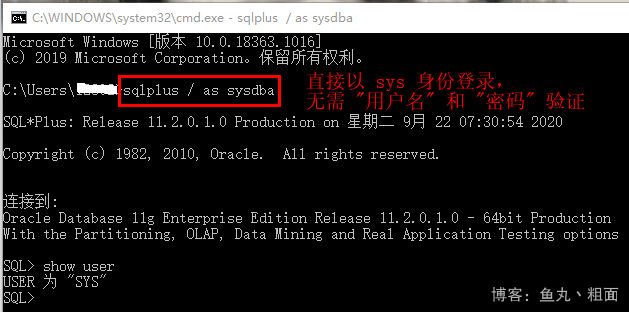 C:\WINDOWS\system32\cmd.exe - sqlplus / as sysdba
Microsoft Windows [版本 10.0.18363.1016]
(c) 2019 Microsoft Corporation。保留所有权利。
C:\Users\
sqlplus / as sysdba
直接以 sys 身份登录，
无需 "用户名" 和 "密码" 验证
SQL*Plus: Release 11.2.0.1.0 Production on 星期二 9月 22 07:30:54 2020
Copyright (c) 1982, 2010, Oracle.  All rights reserved.
连接到:
Oracle Database 11g Enterprise Edition Release 11.2.0.1.0 - 64bit Production
With the Partitioning, OLAP, Data Mining and Real Application Testing options
SQL> show user
USER 为 "SYS"
SQL>
博客：鱼丸丶粗面